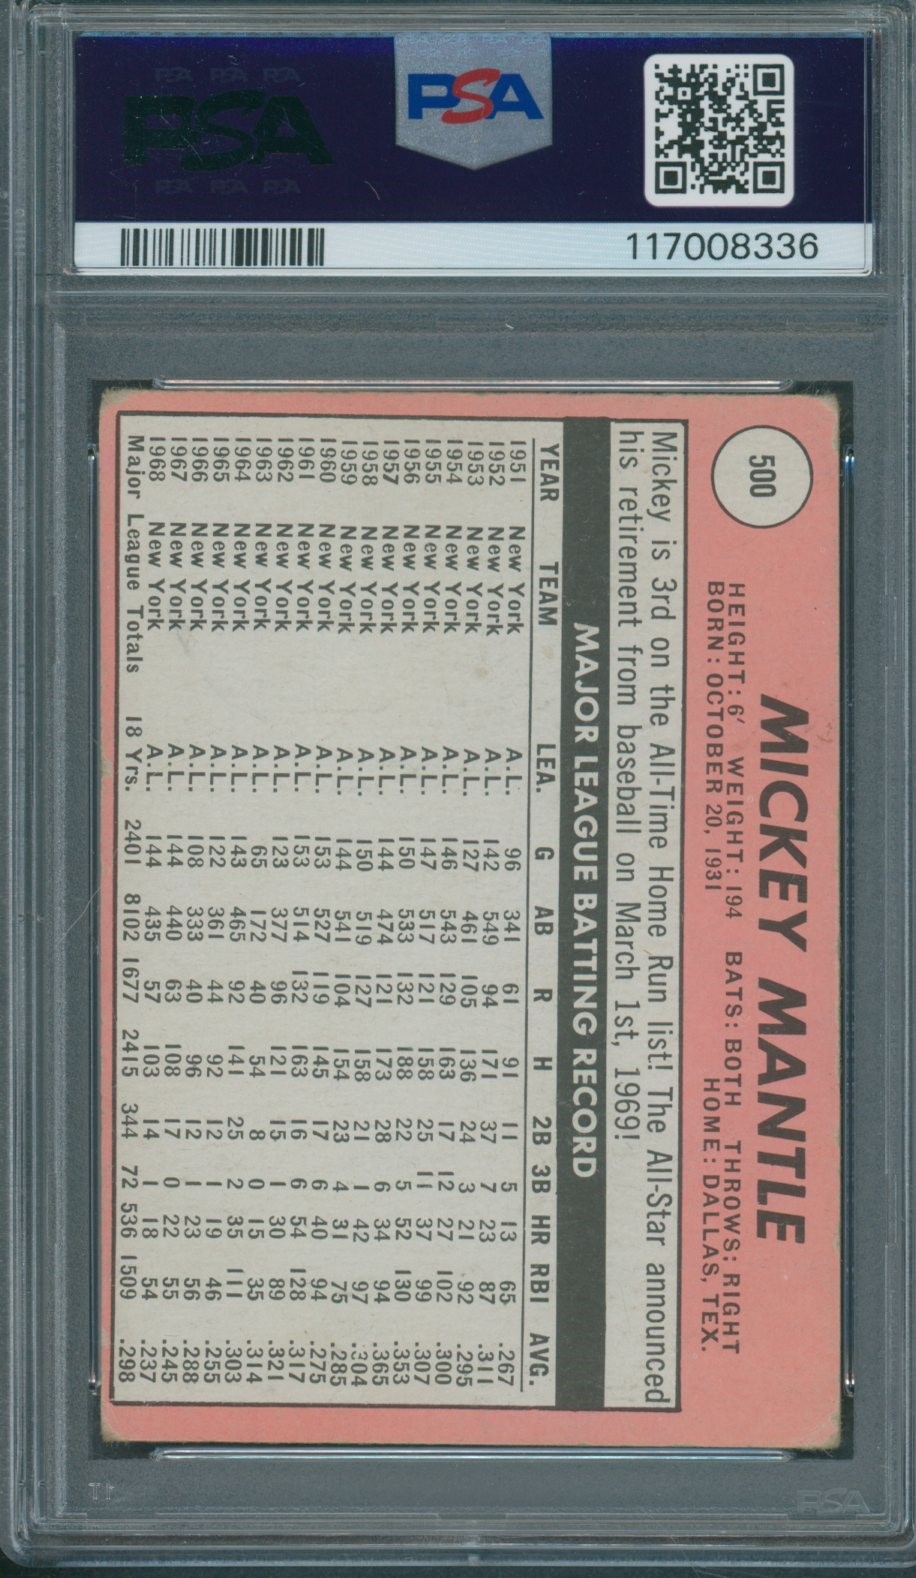 PSA PSA PSA
PSA
PSA PSA PSA
PSA
117008336
500
MICKEY MANTLE
HEIGHT: 6' WEIGHT: 194 BATS: BOTH THROWS: RIGHT
BORN: OCTOBER 20, 1931 HOME: DALLAS, TEX.
Mickey is 3rd on the All-Time Home Run list! The All-Star announced
his retirement from baseball on March 1st, 1969!
MAJOR LEAGUE BATTING RECORD
YEAR TEAM LEA. G AB R H 2B 3B HR RBI AVG.
1951 New York A.L. 96 341 61 91 11 5 13 65 .267
1952 New York A.L. 142 549 94 171 37 7 23 87 .311
1953 New York A.L. 127 461 105 136 24 3 21 92 .295
1954 New York A.L. 146 543 129 163 17 12 27 102 .300
1955 New York A.L. 147 517 121 158 25 11 37 99 .307
1956 New York A.L. 150 533 132 188 22 5 52 130 .353
1957 New York A.L. 144 474 121 173 28 6 34 94 .365
1958 New York A.L. 150 519 127 158 21 1 42 97 .304
1959 New York A.L. 144 541 104 154 23 4 31 75 .285
1960 New York A.L. 153 527 119 145 17 6 40 94 .275
1961 New York A.L. 153 514 132 163 16 6 54 128 .317
1962 New York A.L. 123 377 96 121 15 1 30 89 .321
1963 New York A.L. 65 172 40 54 8 0 15 35 .314
1964 New York A.L. 143 465 92 141 25 2 35 111 .303
1965 New York A.L. 122 361 44 92 12 1 19 46 .255
1966 New York A.L. 108 333 40 96 12 1 23 56 .288
1967 New York A.L. 144 440 63 108 17 0 22 55 .245
1968 New York A.L. 144 435 57 103 14 1 18 54 .237
Major League Totals 18 Yrs. 2401 8102 1677 2415 344 72 536 1509 .298
PSA